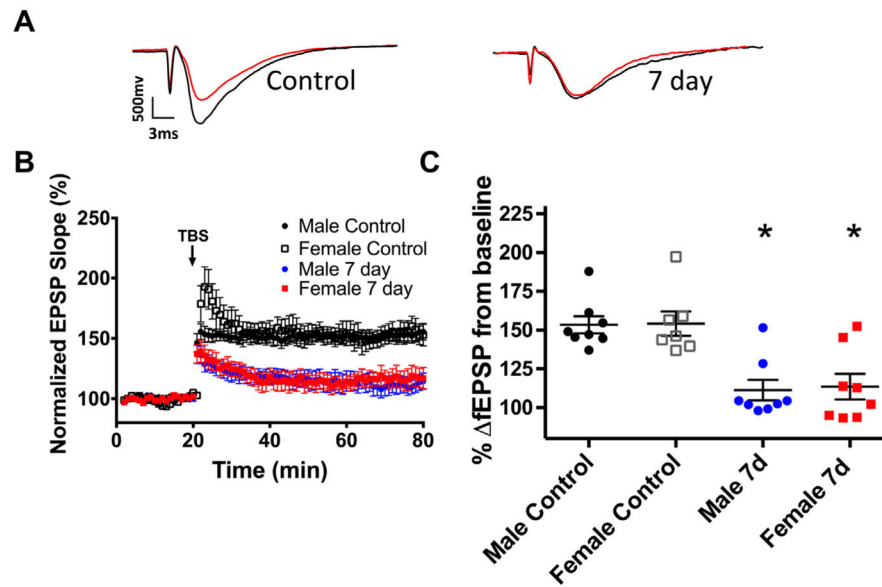 A
Control
7 day
500mv
3ms
B
Normalized EPSP Slope (%)
250
200
150
100
0
20
40
60
80
Time (min)
TBS
Male Control
Female Control
Male 7 day
Female 7 day
C
% ΔfEPSP from baseline
225
200
175
150
125
100
*
*
Male Control
Female Control
Male 7d
Female 7d